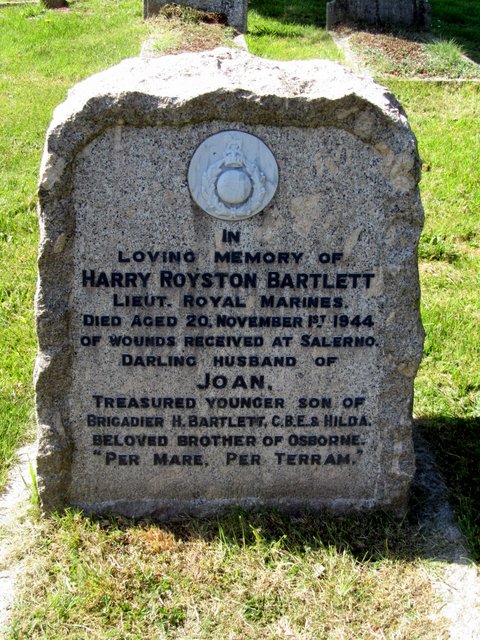 IN
LOVING MEMORY OF
HARRY ROYSTON BARTLETT
LIEUT. ROYAL MARINES.
DIED AGED 20, NOVEMBER 1ST 1944
OF WOUNDS RECEIVED AT SALERNO.
DARLING HUSBAND OF
JOAN,
TREASURED YOUNGER SON OF
BRIGADIER H. BARTLETT, C.B.E. & HILDA.
BELOVED BROTHER OF OSBORNE.
"PER MARE, PER TERRAM."